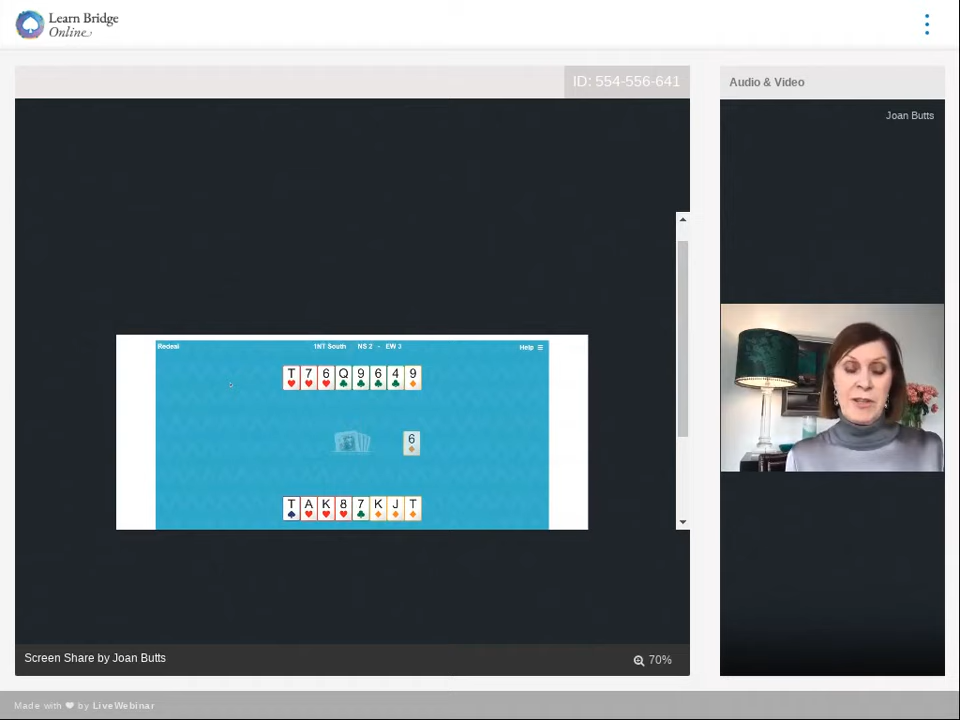 Learn Bridge
Online
ID: 554-556-641
Audio & Video
Joan Butts
Redeal 1NT South NS 2 - EW 3 Help
T 7 6 Q 9 6 4 9
6
T A K 8 7 K J T
Screen Share by Joan Butts
70%
Made with by LiveWebinar